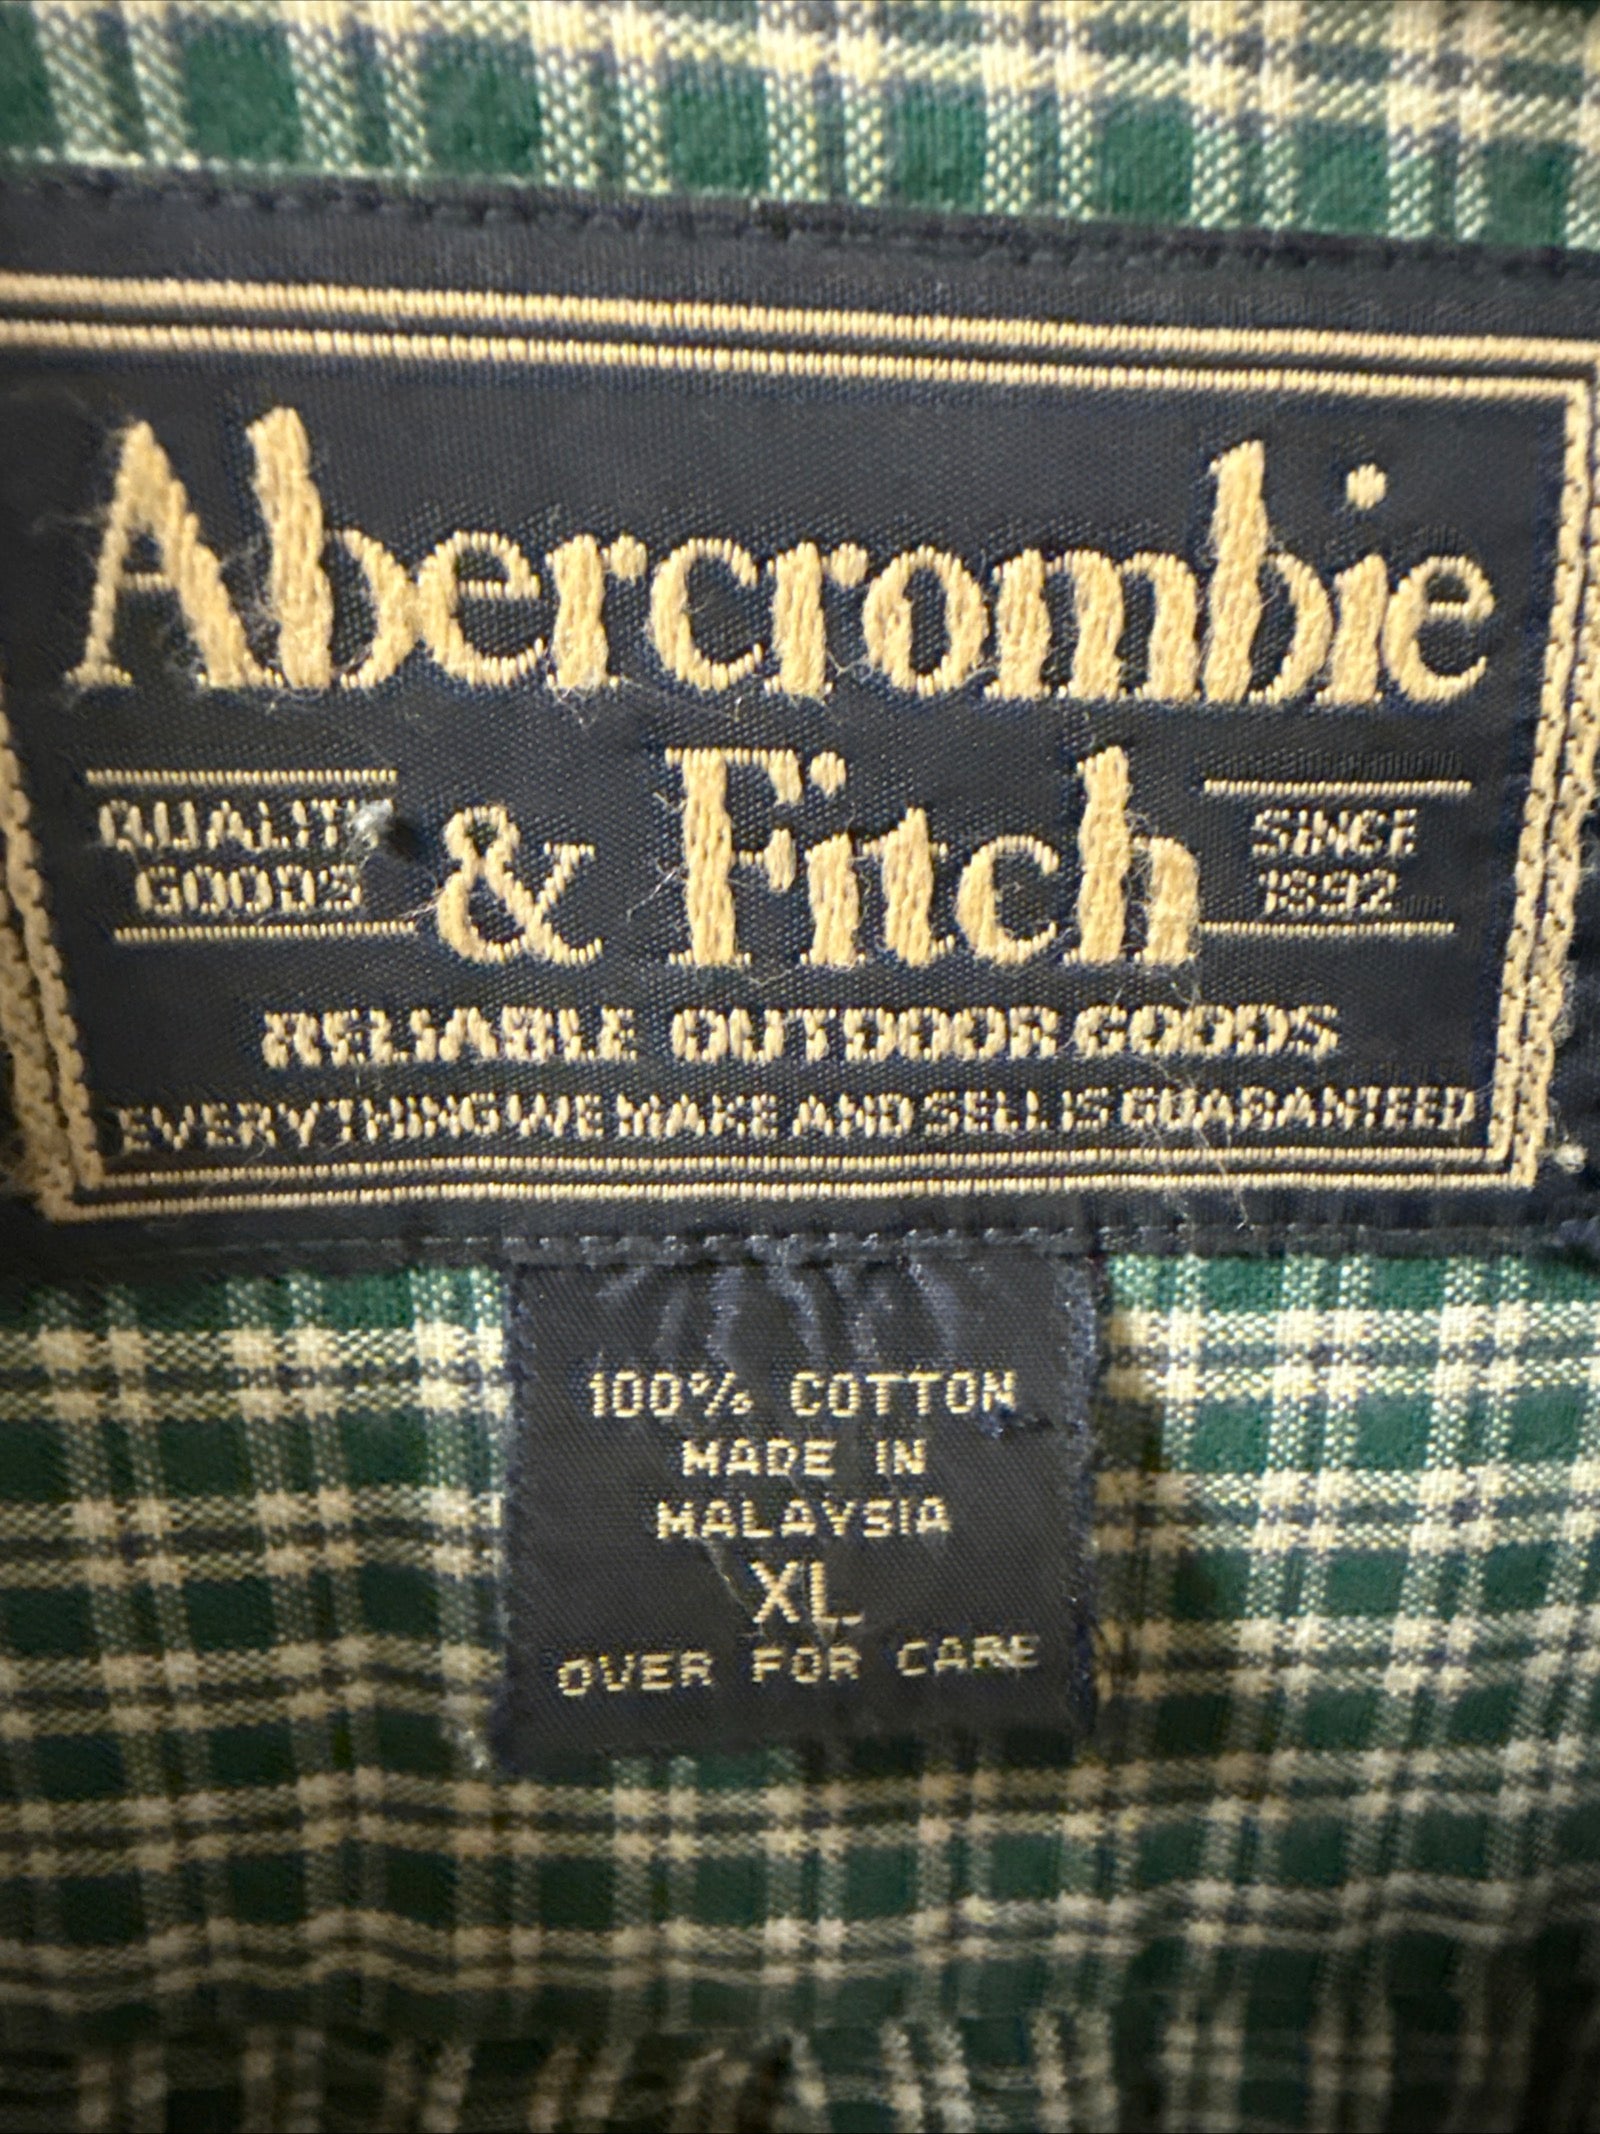 Abercrombie
QUALITY
GOODS
& Fitch
SINCE
1892
RELIABLE OUTDOOR GOODS
EVERYTHING WE MAKE AND SELL IS GUARANTEED
100% COTTON
MADE IN
MALAYSIA
XL
OVER FOR CARE